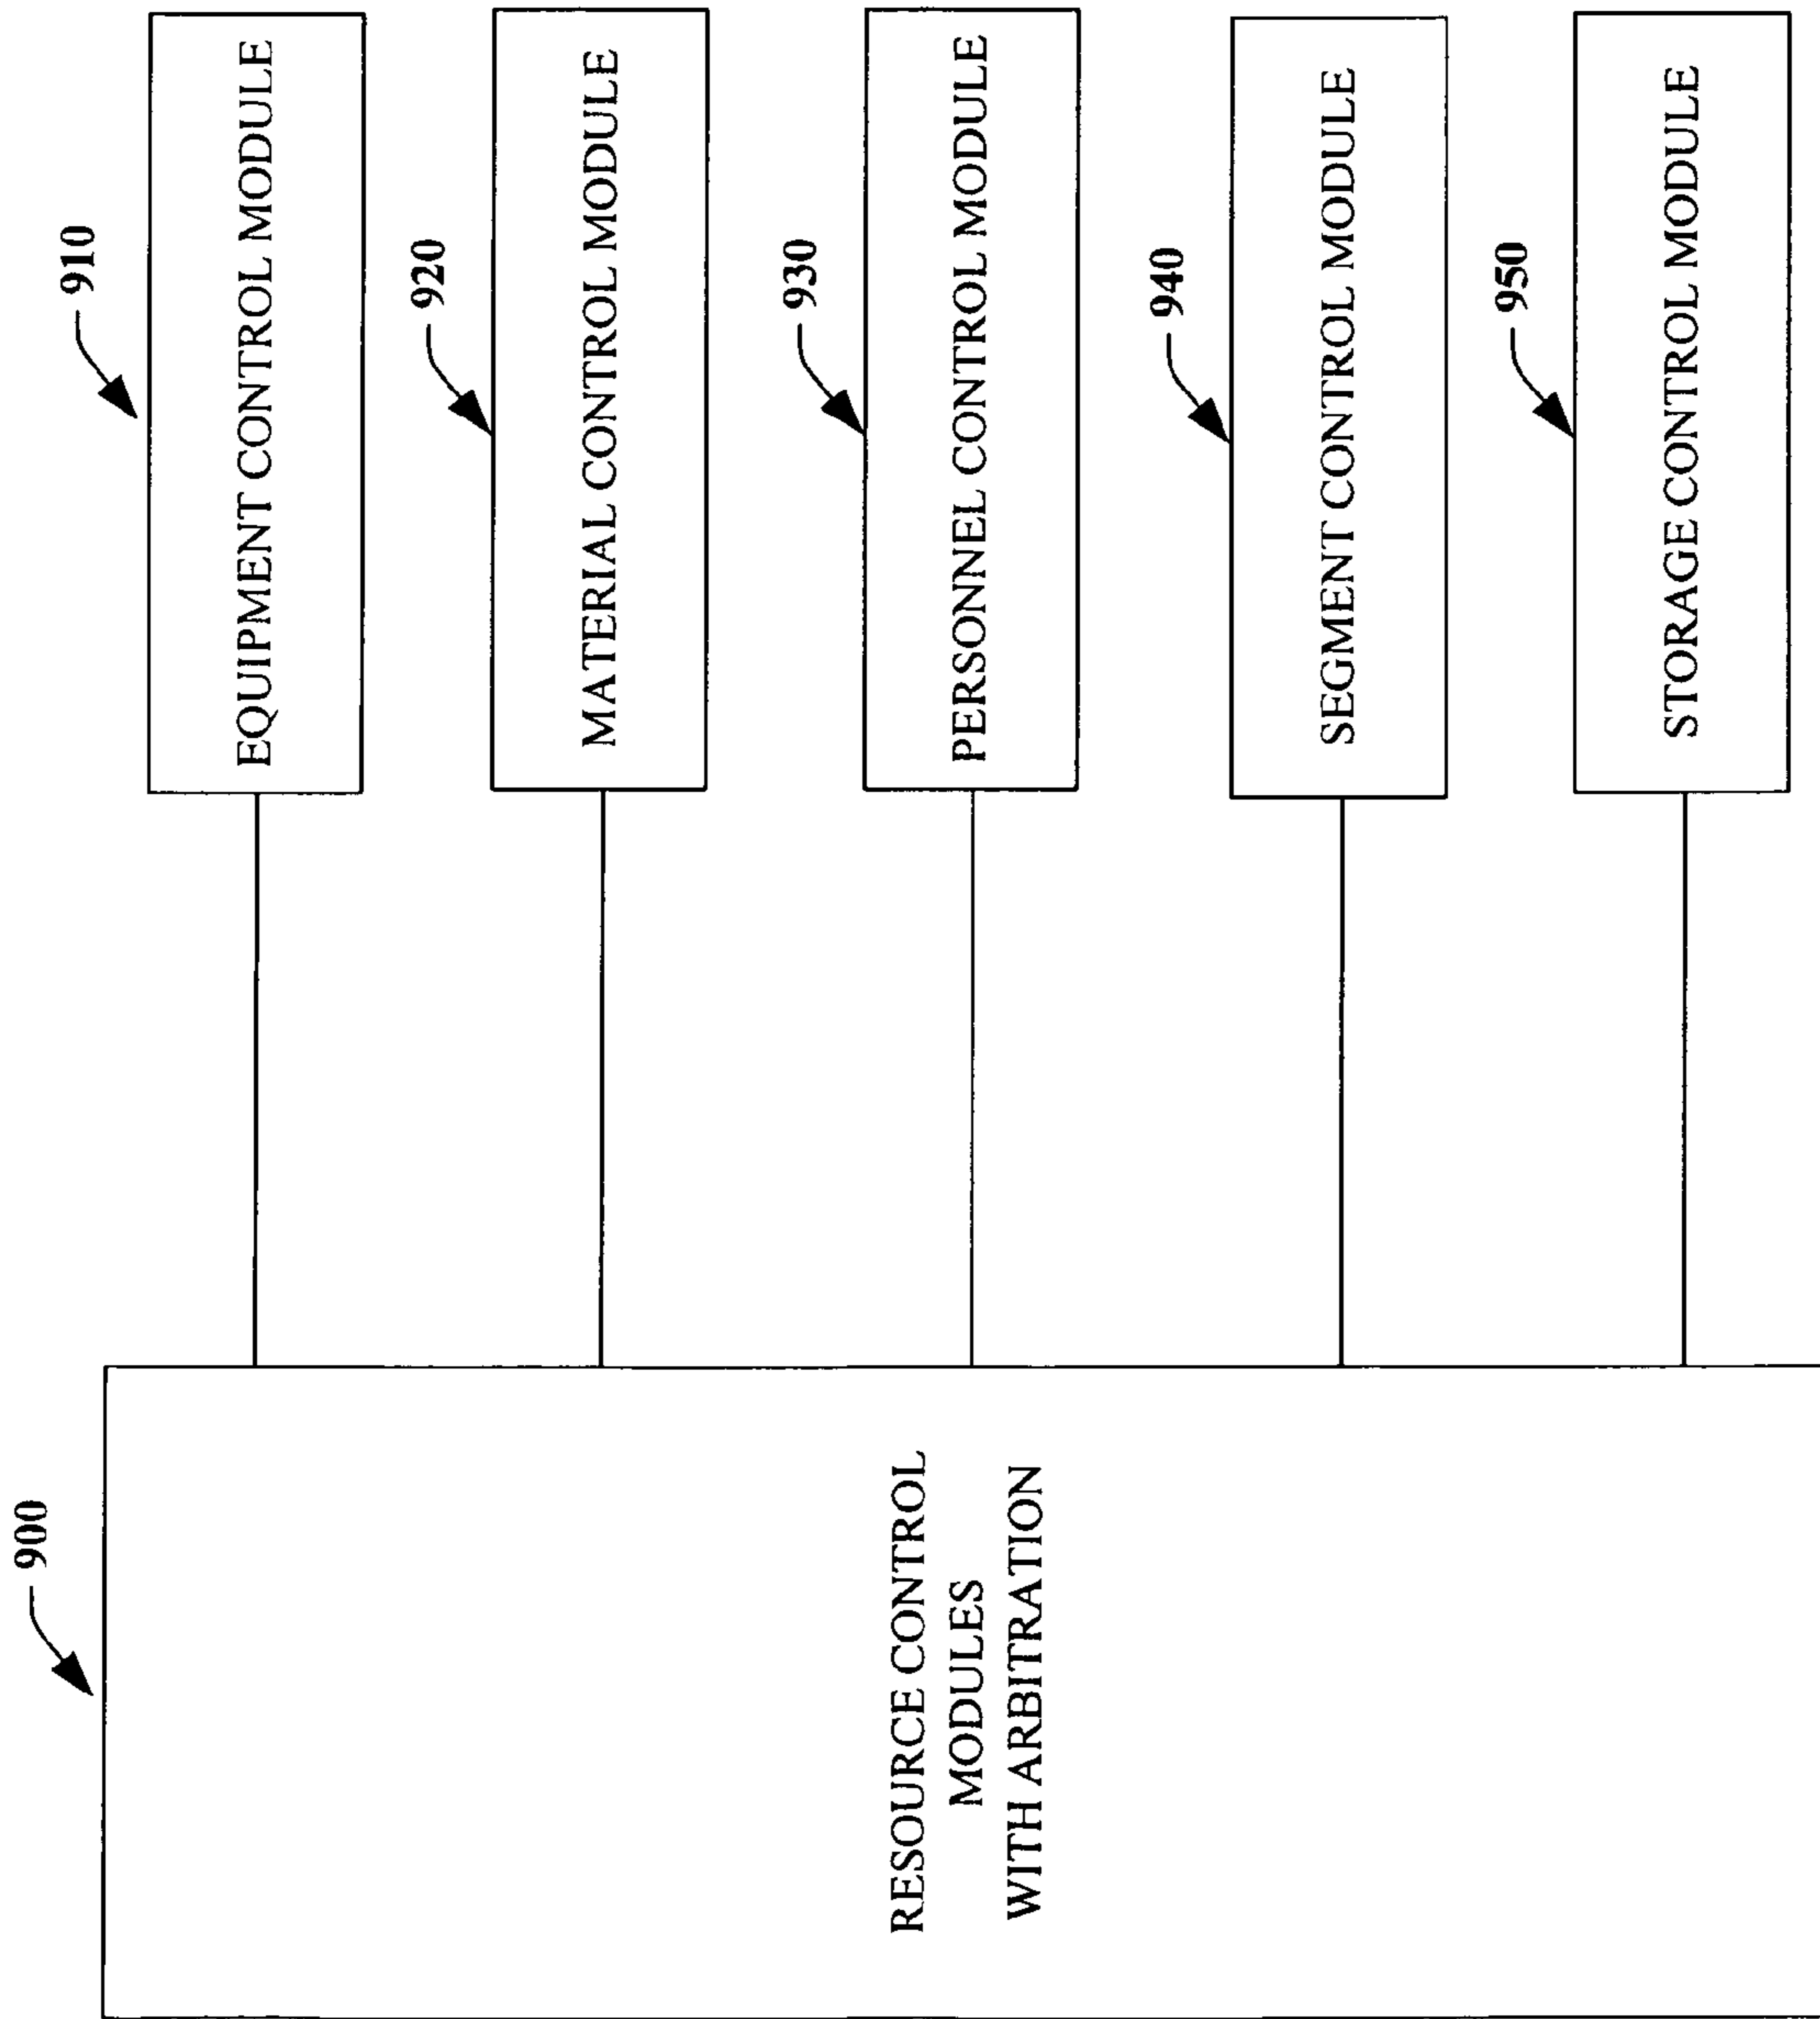 900
RESOURCE CONTROL
MODULES
WITH ARBITRATION
910
EQUIPMENT CONTROL MODULE
920
MATERIAL CONTROL MODULE
930
PERSONNEL CONTROL MODULE
940
SEGMENT CONTROL MODULE
950
STORAGE CONTROL MODULE